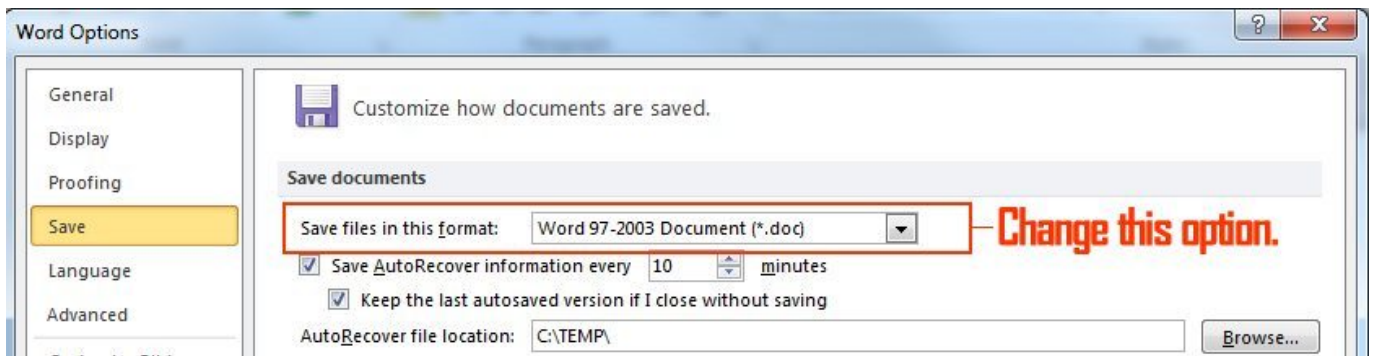 Word Options
General
Display
Proofing
Save
Language
Advanced
Customize how documents are saved.
Save documents
Save files in this format: Word 97-2003 Document (*.doc)
Change this option.
Save AutoRecover information every 10 minutes
Keep the last autosaved version if I close without saving
AutoRecover file location: C:\TEMP\ Browse...